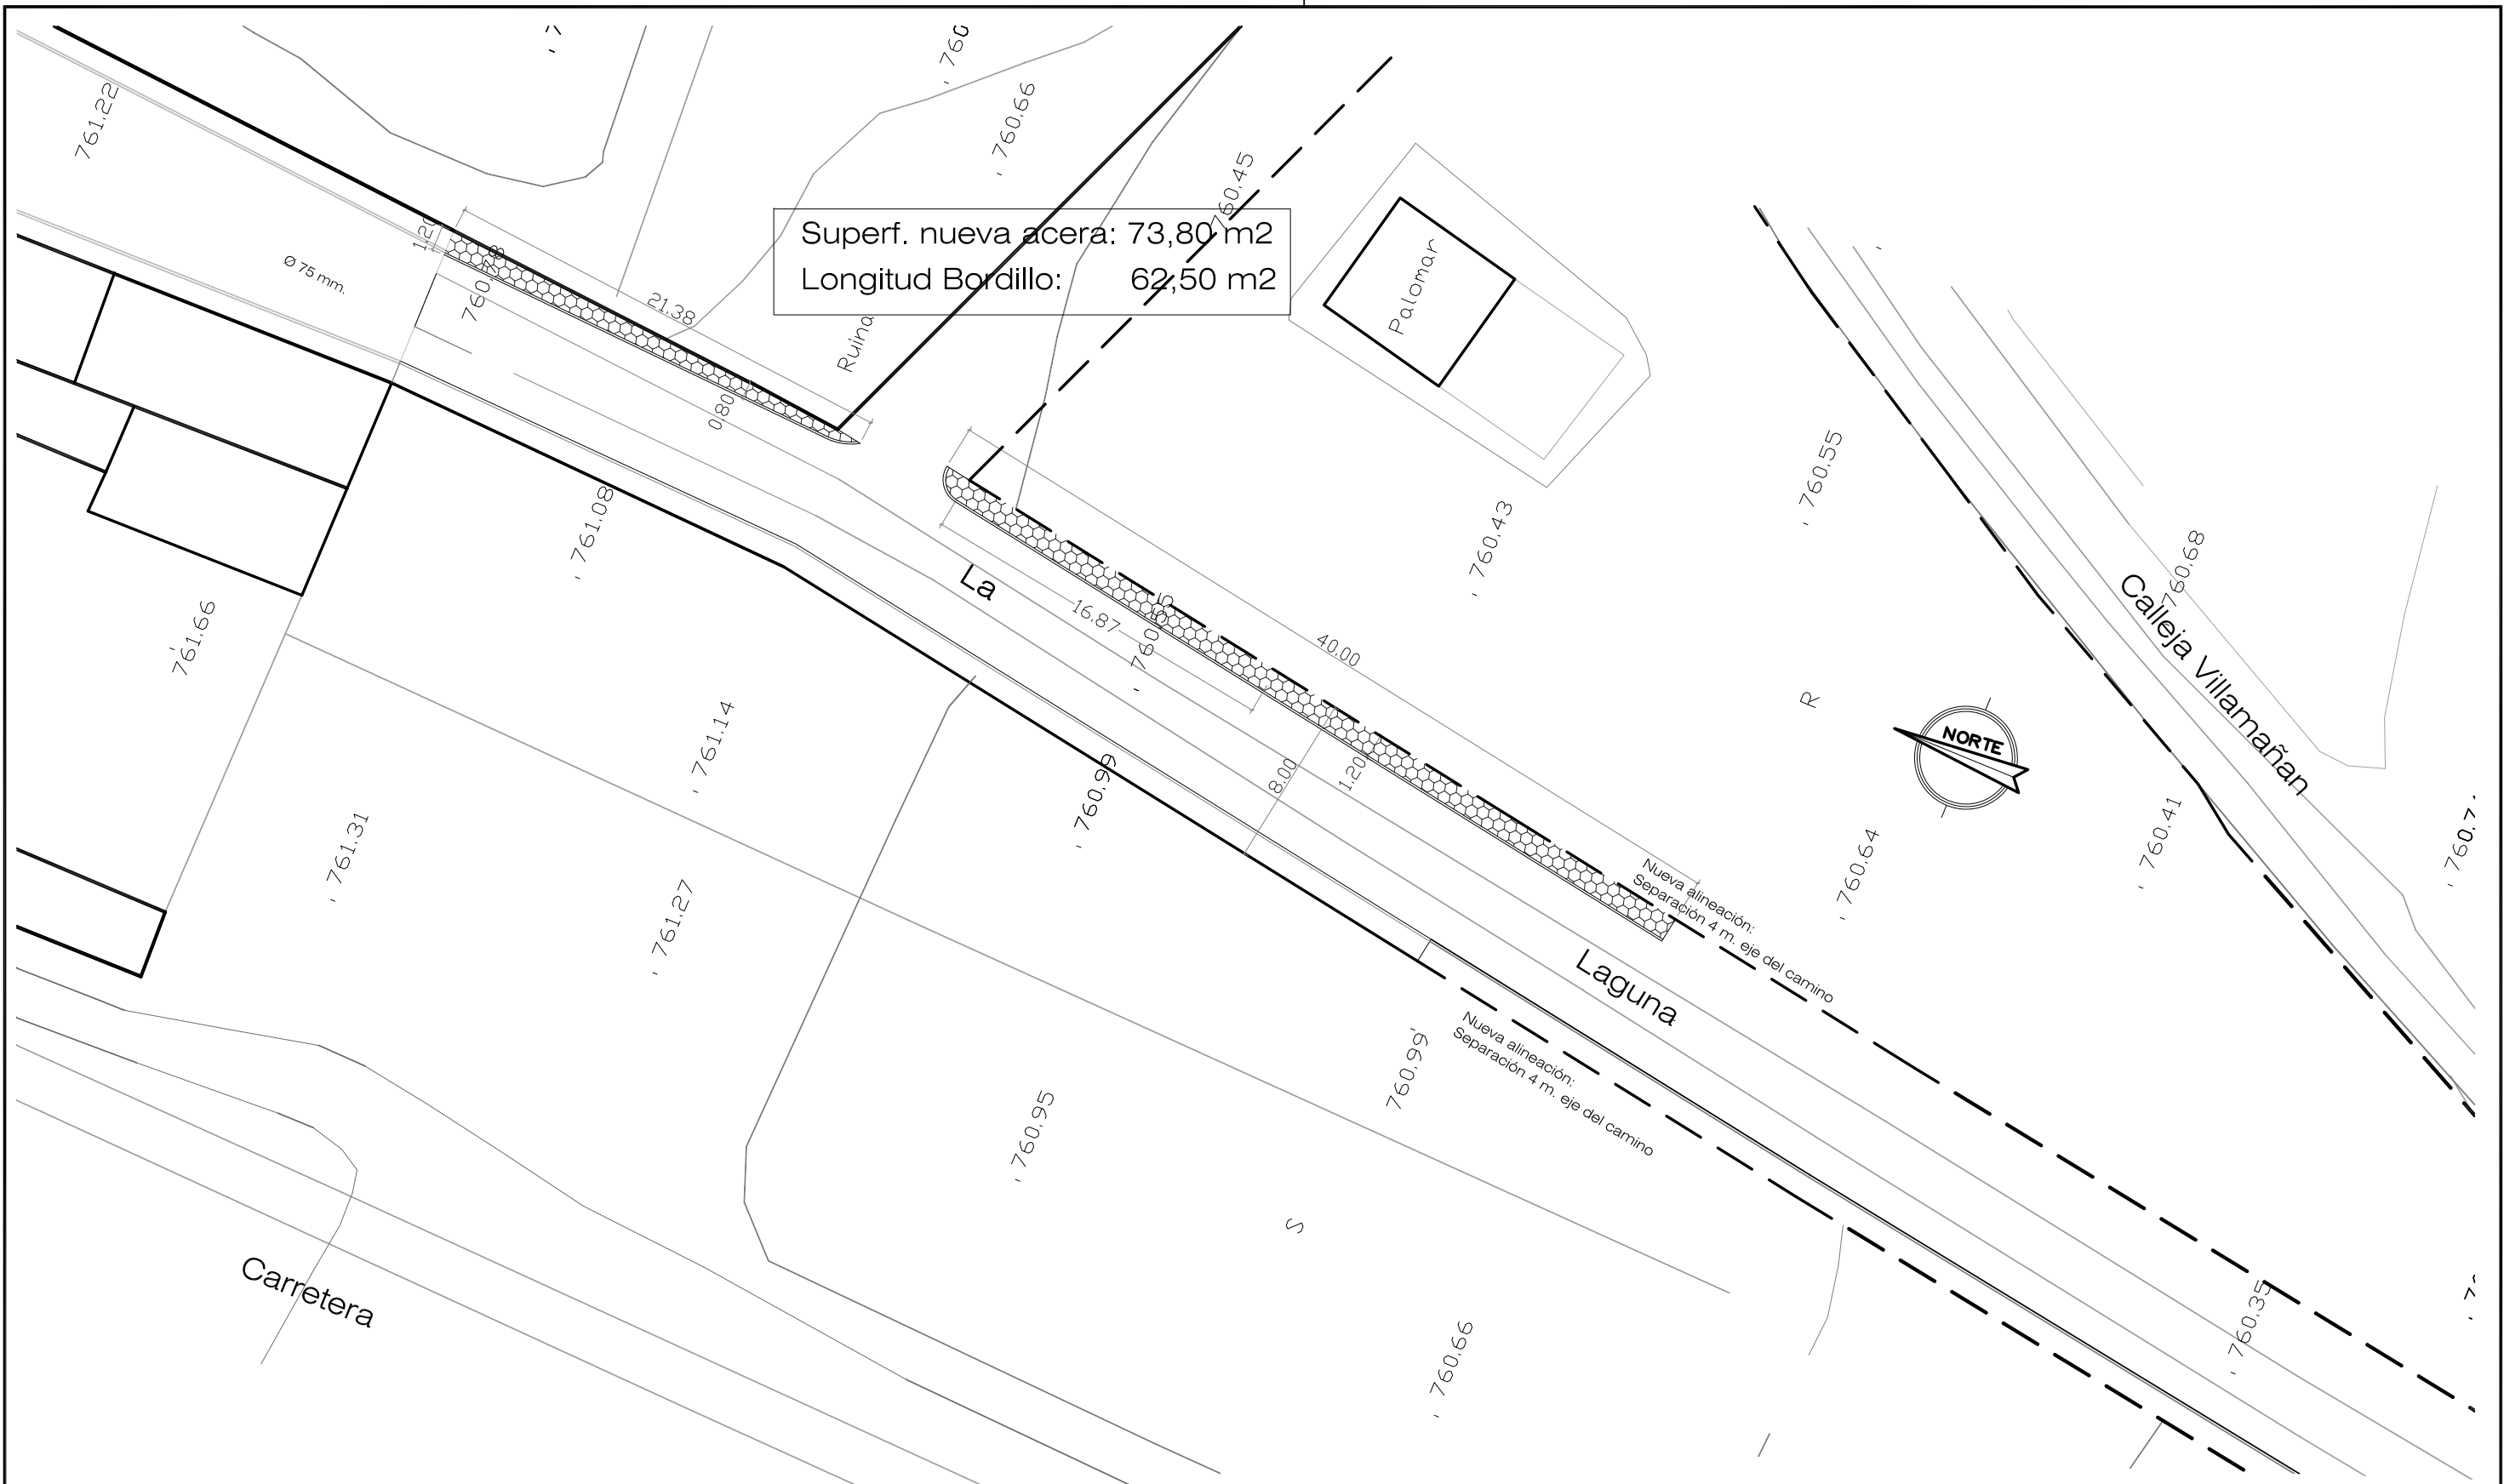 761.22
760.66
760.45
Superf. nueva acera: 73,80 m2
Longitud Bordillo: 62,50 m2
1.20
Ø 75 mm.
760.78
21.38
Palomar
0.80
760.55
760.43
761.08
La
16.87
40.00
760.68
Calleja Villamañan
761.66
761.14
R
NORTE
8.00
1.20
760.99
761.31
760.64
760.41
Nueva alineación:
Separación 4 m. eje del camino
761.27
Laguna
Nueva alineación:
Separación 4 m. eje del camino
760.99
760.95
S
Carretera
760.35
760.66